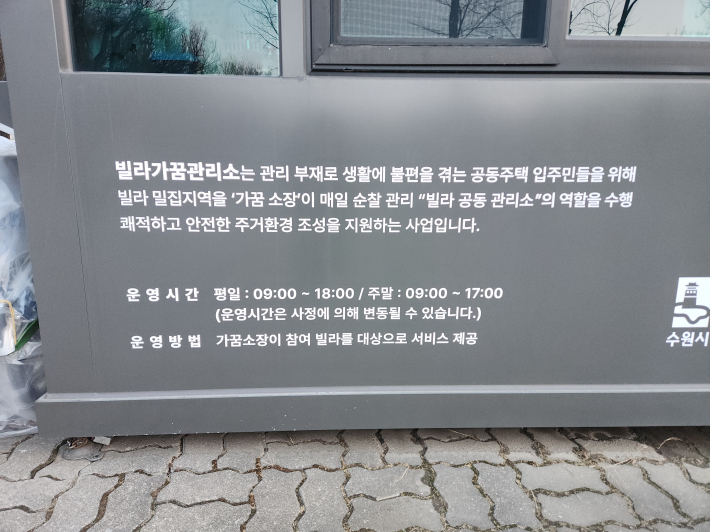 빌라가꿈관리소는 관리 부재로 생활에 불편을 겪는 공동주택 입주민들을 위해
빌라 밀집지역을 ‘가꿈 소장’이 매일 순찰 관리 “빌라 공동 관리소”의 역할을 수행
쾌적하고 안전한 주거환경 조성을 지원하는 사업입니다.
운영시간 평일 : 09:00 ~ 18:00 / 주말 : 09:00 ~ 17:00
(운영시간은 사정에 의해 변동될 수 있습니다.)
운영방법 가꿈소장이 참여 빌라를 대상으로 서비스 제공
수원시